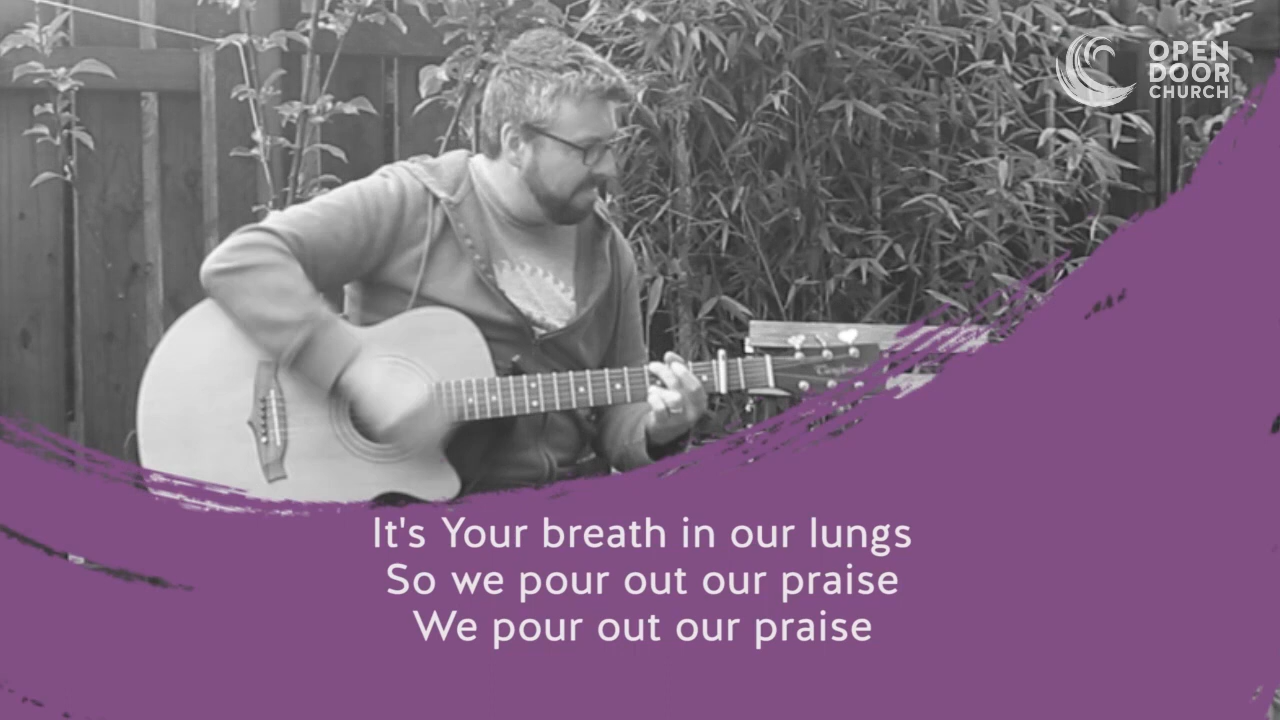 OPEN
DOOR
CHURCH
It's Your breath in our lungs
So we pour out our praise
We pour out our praise